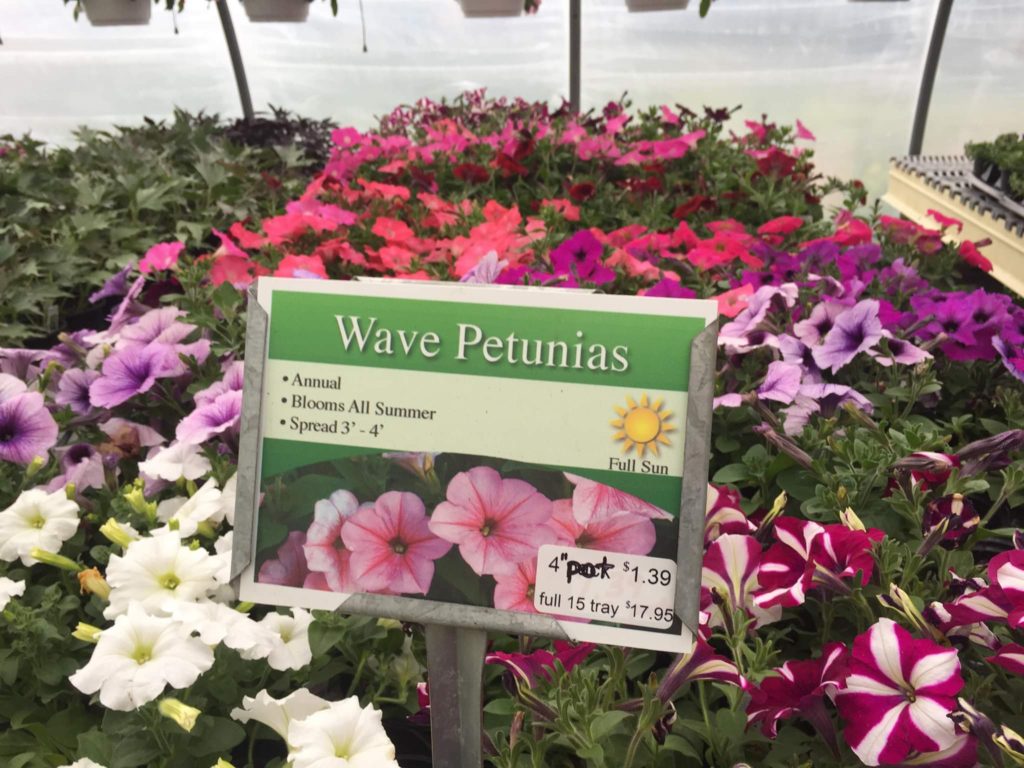 Wave Petunias
• Annual
• Blooms All Summer
• Spread 3' - 4'
Full Sun
4" pot $1.39
full 15 tray $17.95